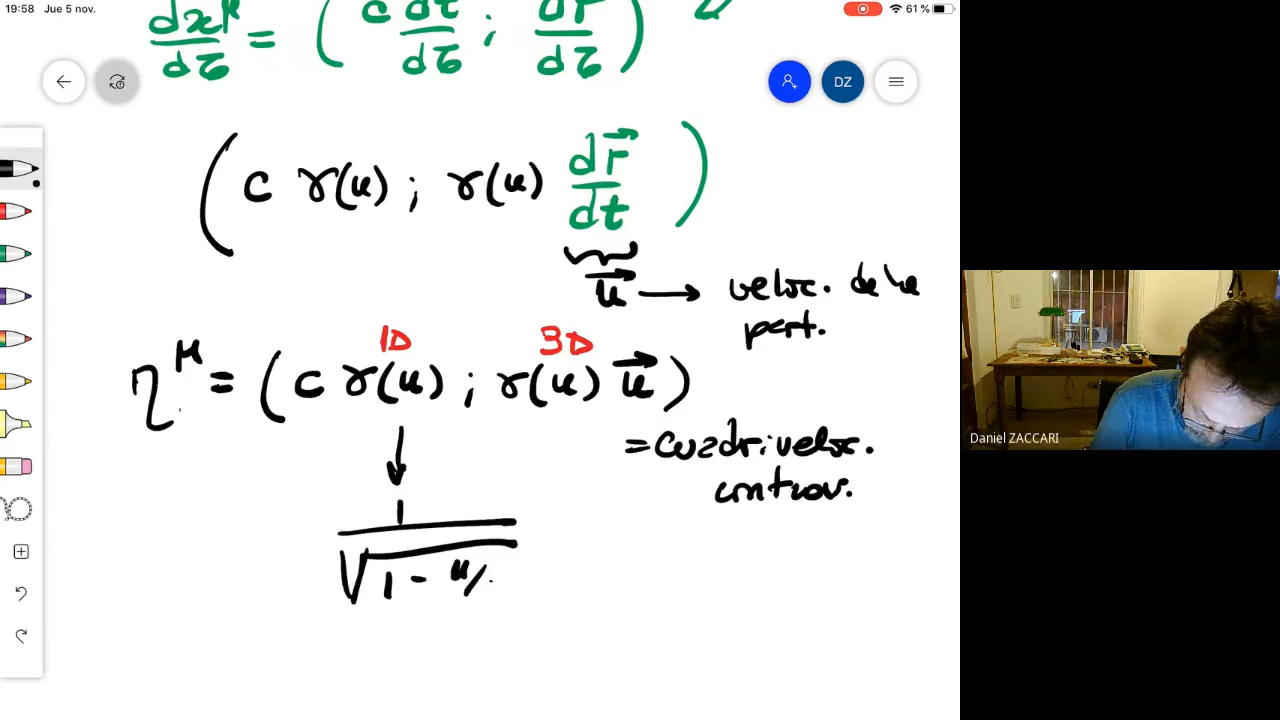 19:58 Jue 5 nov. 61 %
dxμ/dτ = ( c dt/dτ ; dr/dτ )
DZ
( c γ(u) ; γ(u) dr⃗/dt )
u⃗ → veloc. de la
part.
1D 3D
η^μ = ( c γ(u) ; γ(u) u⃗ )
= cuadriveloc.
contrav.
1
√1 - u/
Daniel ZACCARI